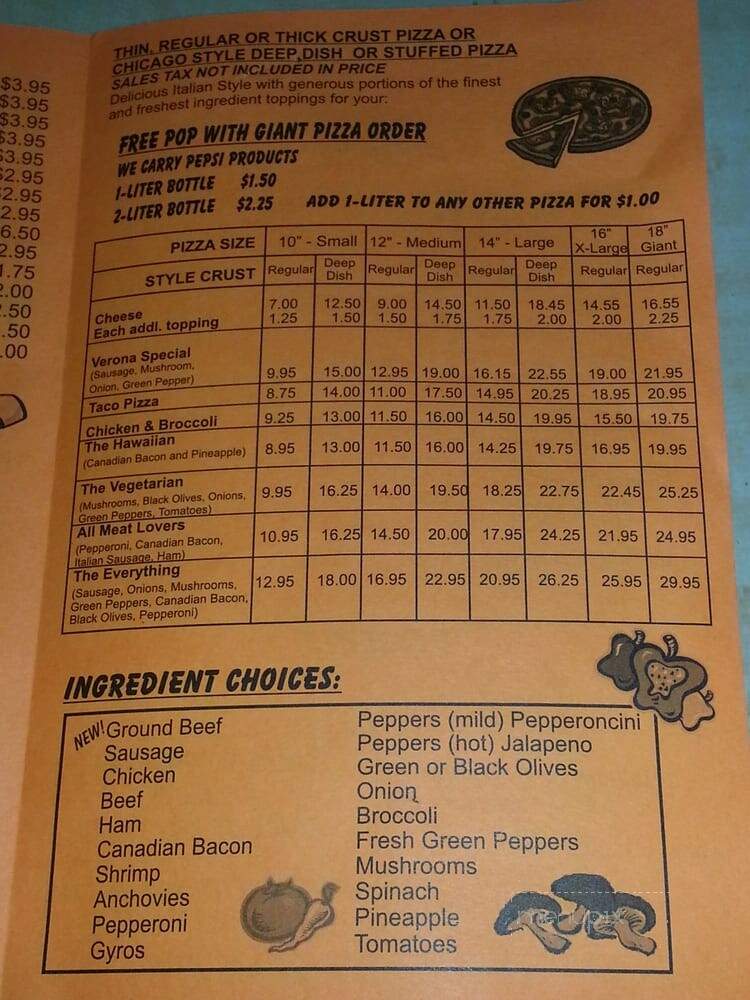 $3.95
$3.95
$3.95
$3.95
$3.95
$2.95
2.95
2.95
6.50
2.95
1.75
2.00
.50
.50
.00
THIN, REGULAR OR THICK CRUST PIZZA OR
CHICAGO STYLE DEEP,DISH OR STUFFED PIZZA
SALES TAX NOT INCLUDED IN PRICE
Delicious Italian Style with generous portions of the finest
and freshest ingredient toppings for your:
FREE POP WITH GIANT PIZZA ORDER
WE CARRY PEPSI PRODUCTS
1-LITER BOTTLE $1.50
2-LITER BOTTLE $2.25 ADD 1-LITER TO ANY OTHER PIZZA FOR $1.00
PIZZA SIZE 10" - Small 12" - Medium 14" - Large 16" X-Large 18" Giant
STYLE CRUST Regular Deep Dish Regular Deep Dish Regular Deep Dish Regular Regular
Cheese 7.00 12.50 9.00 14.50 11.50 18.45 14.55 16.55
Each addl. topping 1.25 1.50 1.50 1.75 1.75 2.00 2.00 2.25
Verona Special
(Sausage, Mushroom,
Onion, Green Pepper) 9.95 15.00 12.95 19.00 16.15 22.55 19.00 21.95
Taco Pizza 8.75 14.00 11.00 17.50 14.95 20.25 18.95 20.95
Chicken & Broccoli 9.25 13.00 11.50 16.00 14.50 19.95 15.50 19.75
The Hawaiian
(Canadian Bacon and Pineapple) 8.95 13.00 11.50 16.00 14.25 19.75 16.95 19.95
The Vegetarian 9.95 16.25 14.00 19.50 18.25 22.75 22.45 25.25
(Mushrooms, Black Olives, Onions,
Green Peppers, Tomatoes)
All Meat Lovers 10.95 16.25 14.50 20.00 17.95 24.25 21.95 24.95
(Pepperoni, Canadian Bacon,
Italian Sausage, Ham)
The Everything 12.95 18.00 16.95 22.95 20.95 26.25 25.95 29.95
(Sausage, Onions, Mushrooms,
Green Peppers, Canadian Bacon,
Black Olives, Pepperoni)
INGREDIENT CHOICES:
NEW! Ground Beef
Sausage
Chicken
Beef
Ham
Canadian Bacon
Shrimp
Anchovies
Pepperoni
Gyros
Peppers (mild) Pepperoncini
Peppers (hot) Jalapeno
Green or Black Olives
Onion
Broccoli
Fresh Green Peppers
Mushrooms
Spinach
Pineapple
Tomatoes